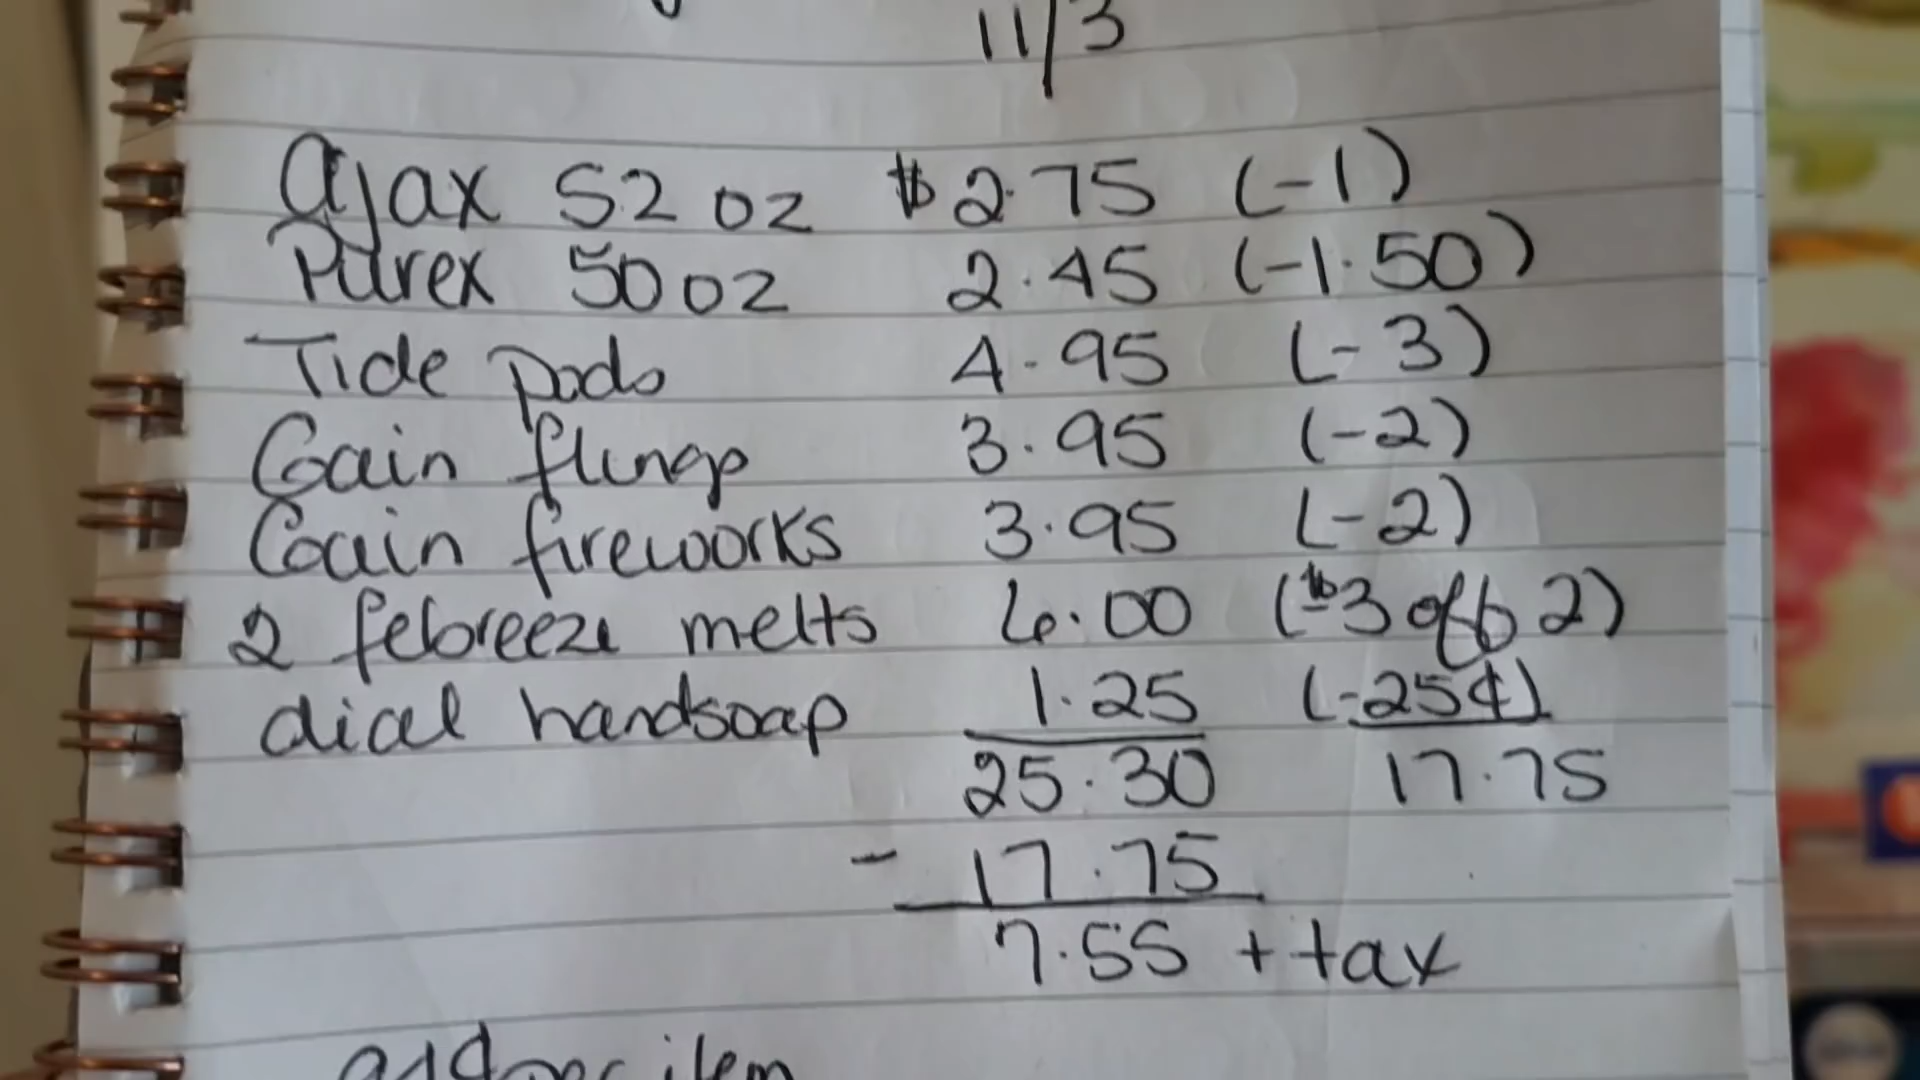 11/3
Ajax 52 oz $2.75 (-1)
Purex 50 oz 2.45 (-1.50)
Tide pods 4.95 (-3)
Gain flings 3.95 (-2)
Gain fireworks 3.95 (-2)
2 febreeze melts 6.00 ($3 off 2)
dial handsoap 1.25 (-25¢)
25.30 17.75
- 17.75
7.55 + tax
item